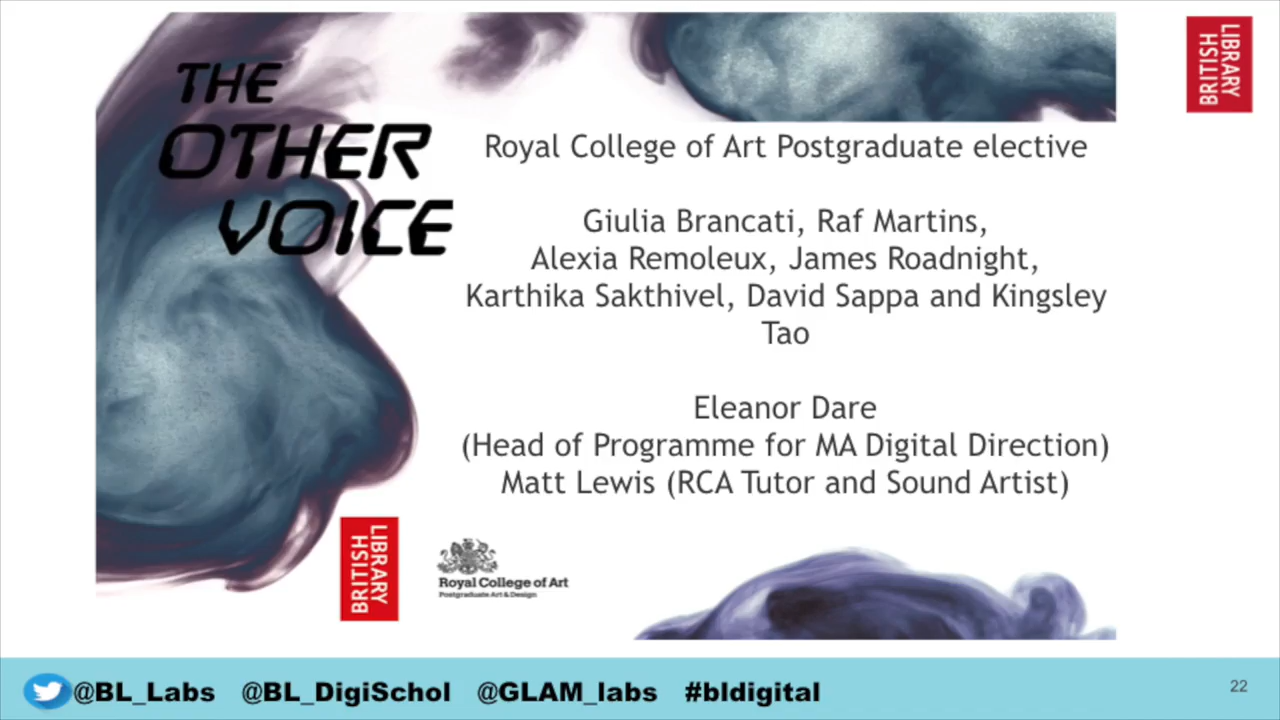 THE
OTHER
VOICE
BRITISH
LIBRARY
Royal College of Art Postgraduate elective
Giulia Brancati, Raf Martins,
Alexia Remoleux, James Roadnight,
Karthika Sakthivel, David Sappa and Kingsley
Tao
Eleanor Dare
(Head of Programme for MA Digital Direction)
Matt Lewis (RCA Tutor and Sound Artist)
BRITISH
LIBRARY
Royal College of Art
Postgraduate Art & Design
@BL_Labs @BL_DigiSchol @GLAM_labs #bldigital
22